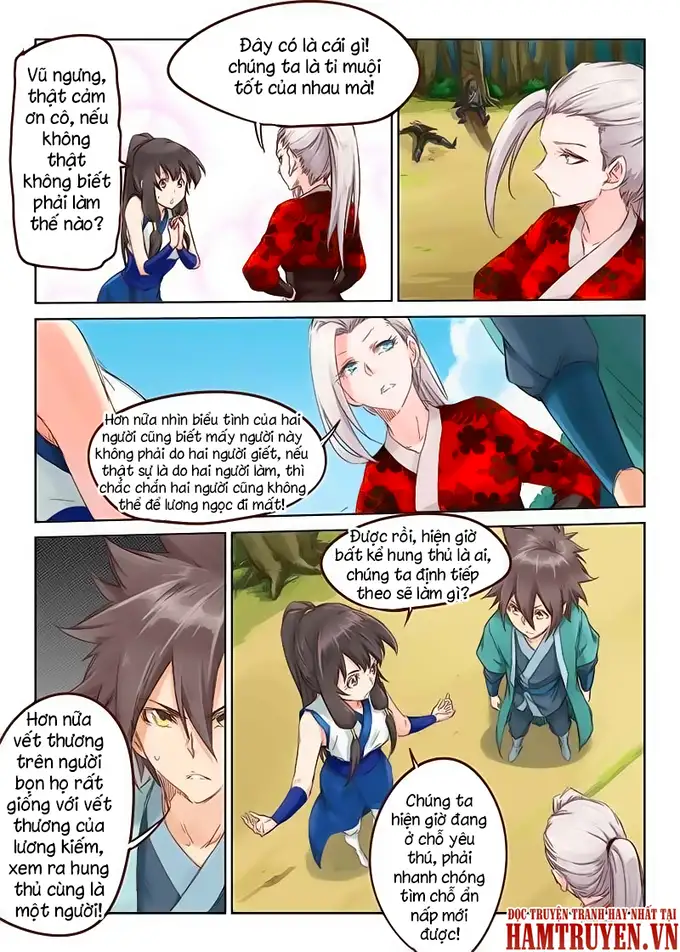 Vũ ngưng,
thật cảm
ơn cô, nếu
không
thật
không biết
phải làm
thế nào?
Đây có là cái gì!
chúng ta là tỉ muội
tốt của nhau mà!
Hơn nữa nhìn biểu tình của hai
người cũng biết mấy người này
không phải do hai người giết, nếu
thật sự là do hai người làm, thì
chắc chắn hai người cũng không
thể để lương ngọc đi mất!
Hơn nữa
vết thương
trên người
bọn họ rất
giống với vết
thương của
lương kiếm,
xem ra hung
thủ cùng là
một người!
Được rồi, hiện giờ
bất kể hung thủ là ai,
chúng ta định tiếp
theo sẽ làm gì?
Chúng ta
hiện giờ đang
ở chỗ yêu
thú, phải
nhanh chóng
tìm chỗ ẩn
nấp mới
được!
ĐỌC TRUYỆN TRANH HAY NHẤT TẠI
HAMTRUYEN.VN